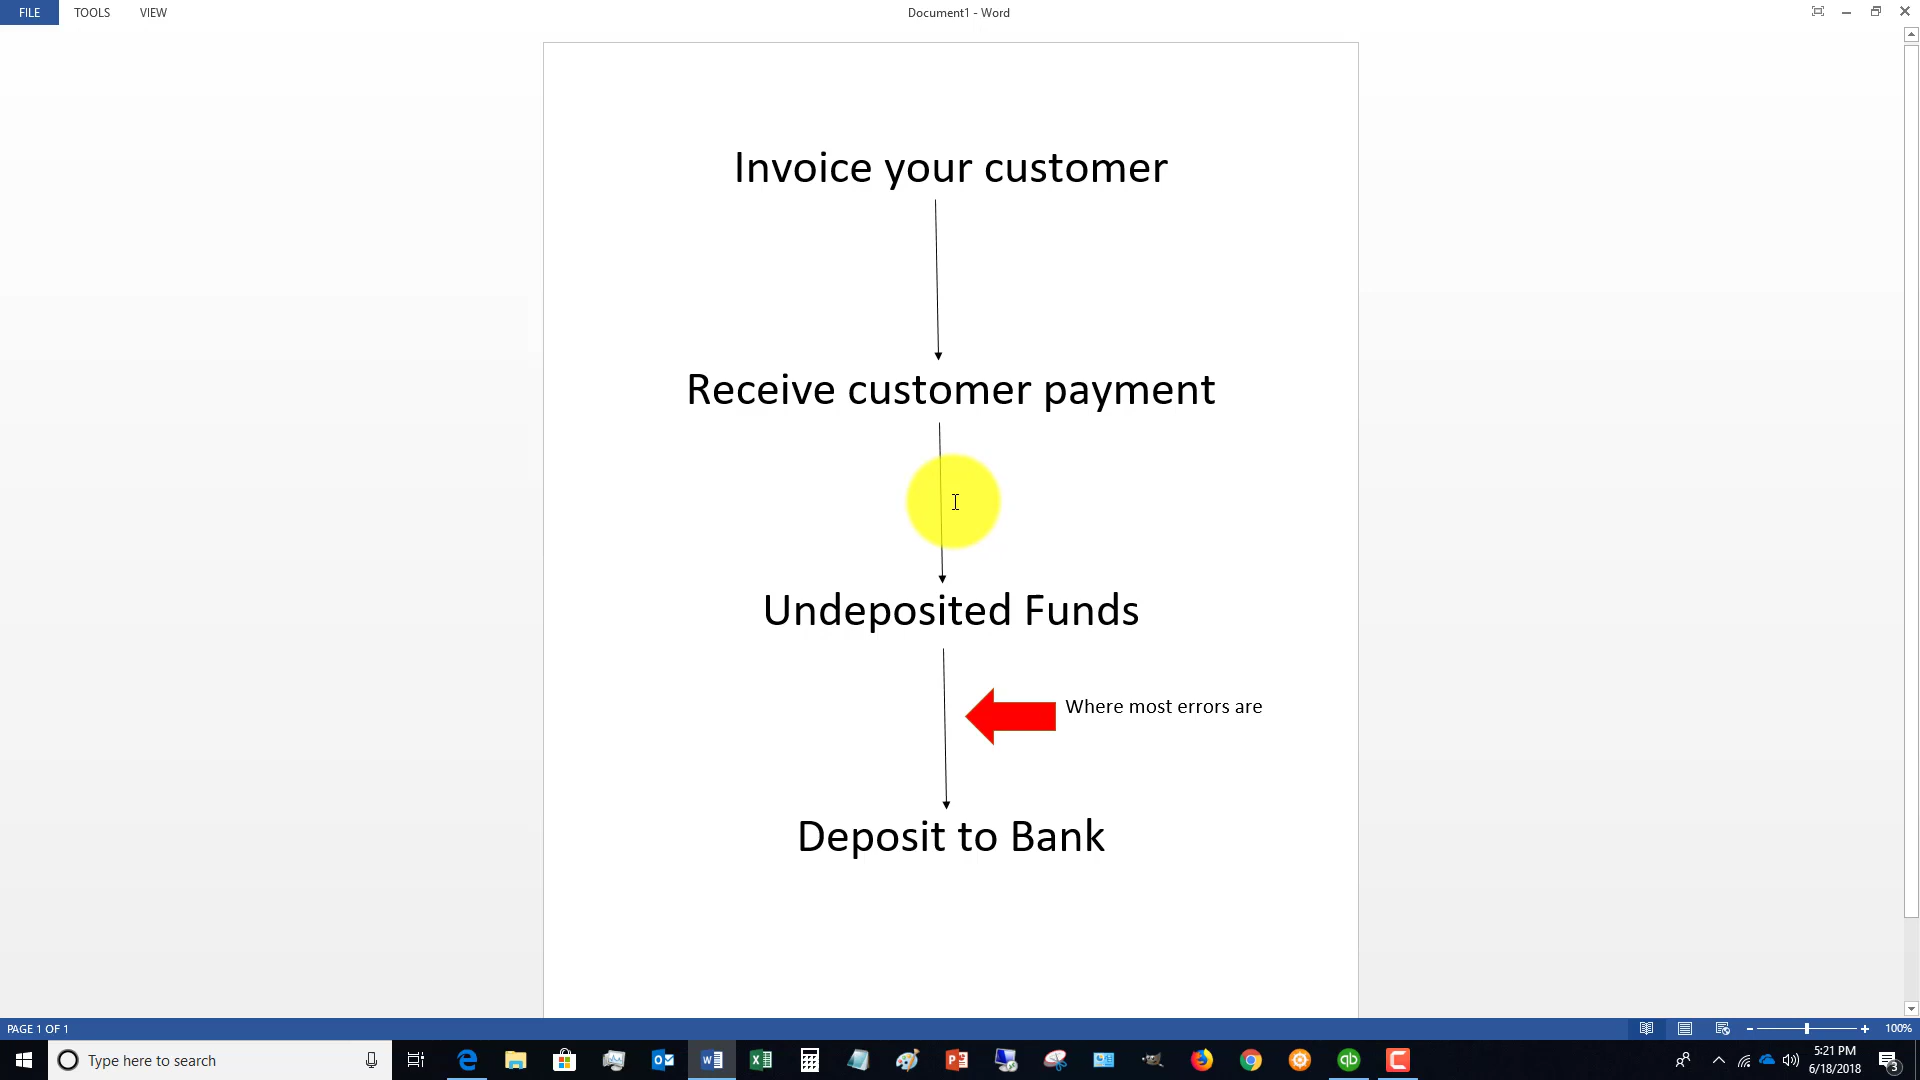 FILE TOOLS VIEW Document1 - Word
Invoice your customer
Receive customer payment
Undeposited Funds
Where most errors are
Deposit to Bank
PAGE 1 OF 1 100%
Type here to search
5:21 PM
6/18/2018
3